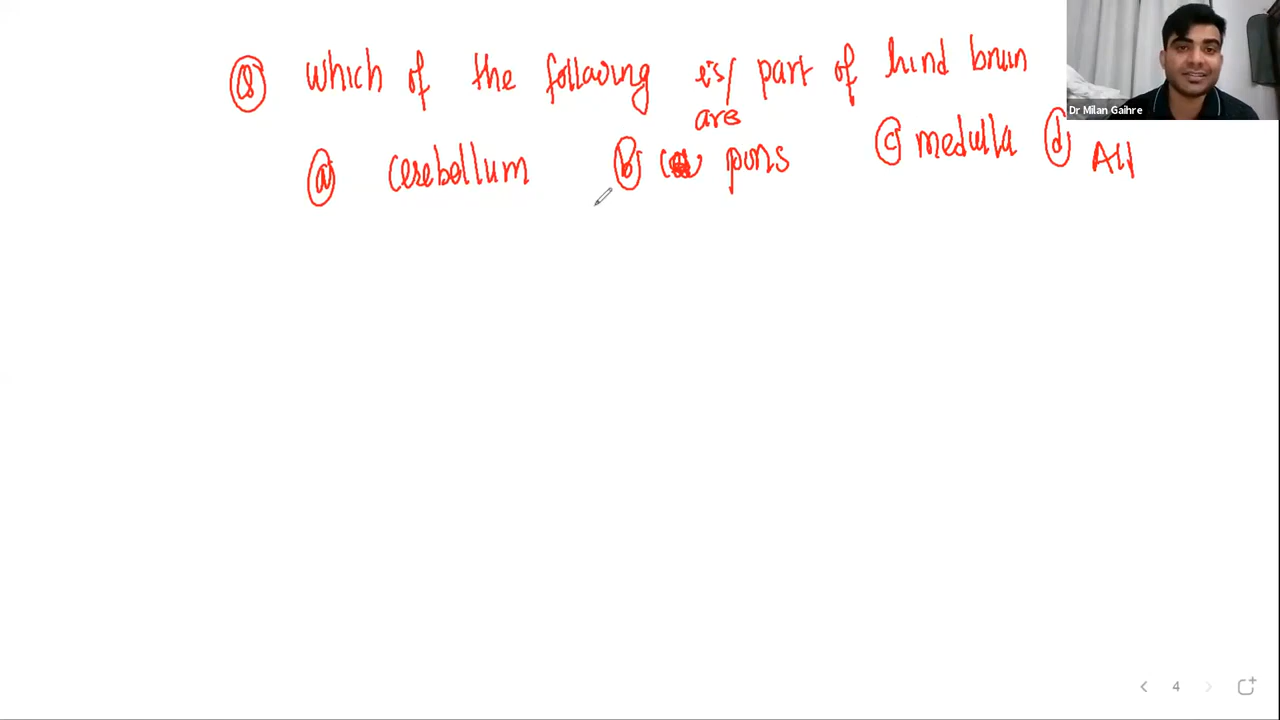 Q which of the following is/ part of hind brain
are
a cerebellum b pons c medulla d All
Dr Milan Gaihre
4